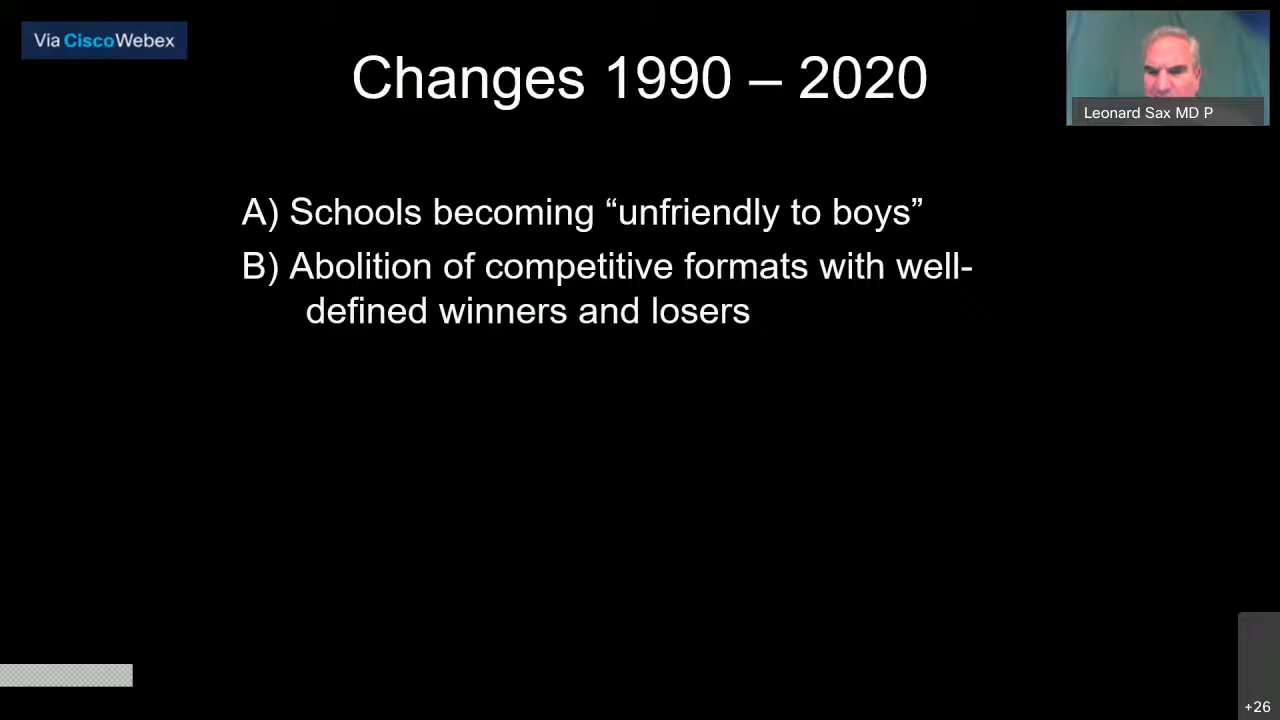 Via CiscoWebex
Changes 1990 – 2020
Leonard Sax MD P
A) Schools becoming “unfriendly to boys”
B) Abolition of competitive formats with well-
defined winners and losers
+26